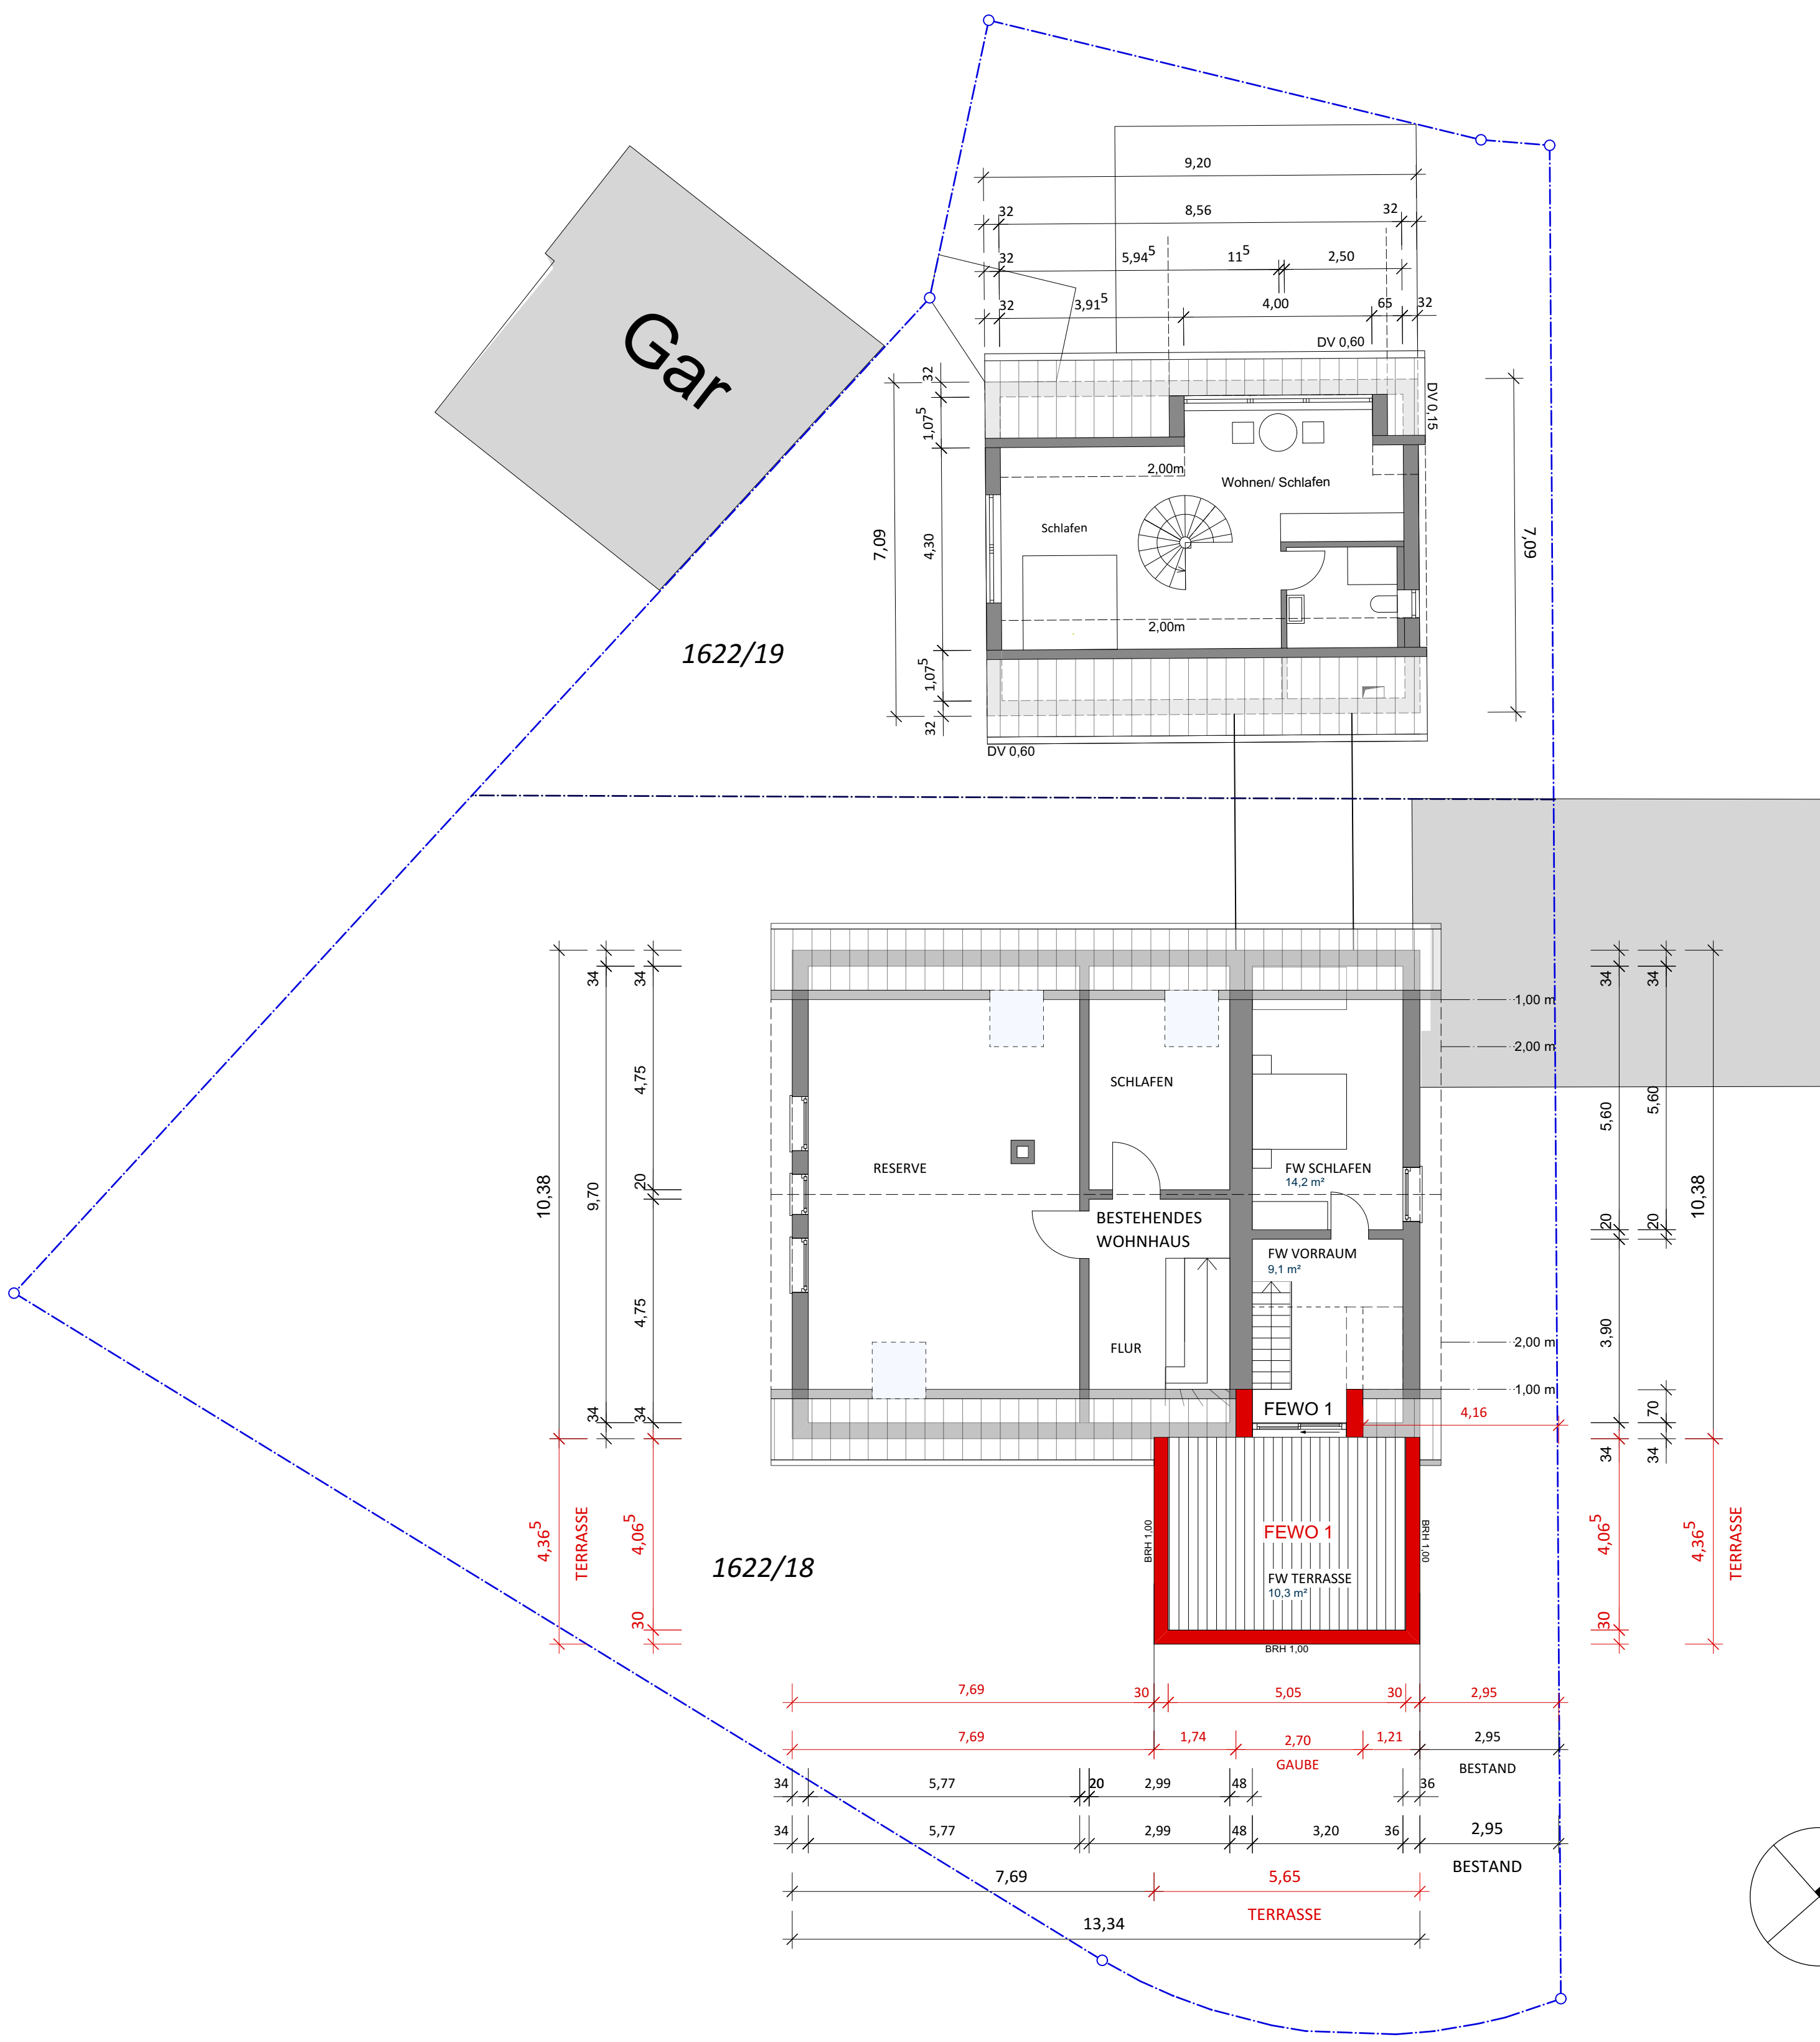 9,20
32
8,56
32
32
5,94⁵
11⁵
2,50
32
3,91⁵
4,00
65
32
Gar
DV 0,60
DV 0,15
32
1,07⁵
7,09
4,30
1,07⁵
32
7,09
2,00m
Wohnen/ Schlafen
Schlafen
2,00m
DV 0,60
1622/19
34
34
34
34
1,00 m
2,00 m
4,75
SCHLAFEN
5,60
5,60
RESERVE
FW SCHLAFEN
14,2 m²
10,38
9,70
20
20
20
10,38
BESTEHENDES
WOHNHAUS
FW VORRAUM
9,1 m²
4,75
FLUR
3,90
2,00 m
1,00 m
34
34
FEWO 1
4,16
70
34
34
4,36⁵
TERRASSE
4,06⁵
30
1622/18
BRH 1,00
FEWO 1
FW TERRASSE
10,3 m²
BRH 1,00
BRH 1,00
4,06⁵
30
4,36⁵
TERRASSE
7,69
30
5,05
30
2,95
7,69
1,74
2,70
1,21
2,95
GAUBE
BESTAND
34
5,77
20
2,99
48
36
34
5,77
2,99
48
3,20
36
2,95
BESTAND
7,69
5,65
TERRASSE
13,34